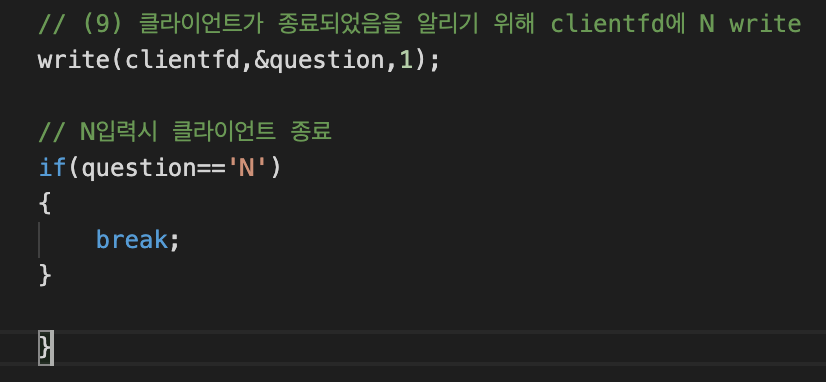 // (9) 클라이언트가 종료되었음을 알리기 위해 clientfd에 N write
write(clientfd,&question,1);
// N입력시 클라이언트 종료
if(question=='N')
{
break;
}
}